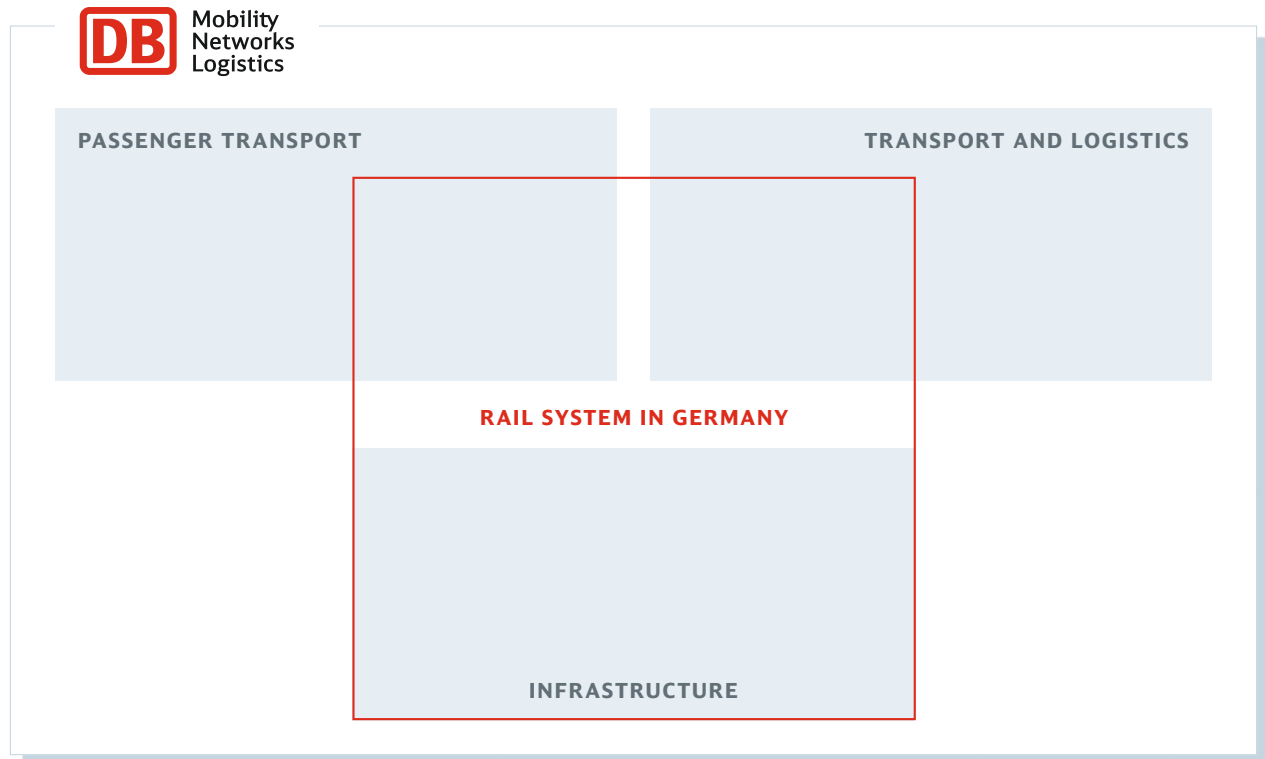 DB
Mobility
Networks
Logistics
PASSENGER TRANSPORT
TRANSPORT AND LOGISTICS
RAIL SYSTEM IN GERMANY
INFRASTRUCTURE